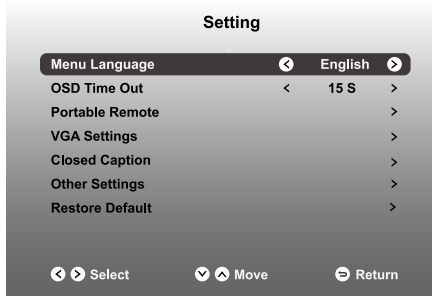 Setting
Menu Language English
OSD Time Out < 15 S >
Portable Remote >
VGA Settings >
Closed Caption >
Other Settings >
Restore Default >
Select Move Return